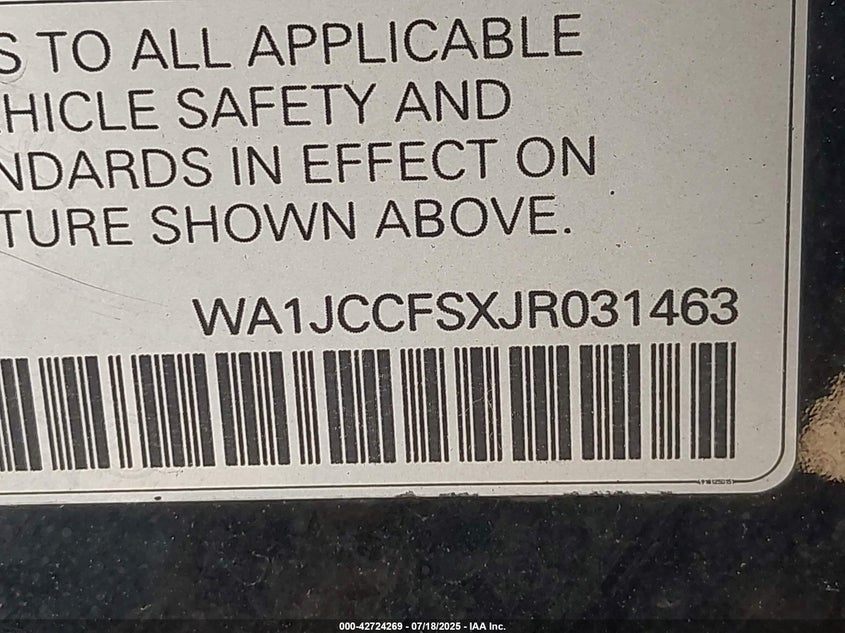 S TO ALL APPLICABLE
HICLE SAFETY AND
NDARDS IN EFFECT ON
TURE SHOWN ABOVE.
WA1JCCFSXJR031463
000-42724269 - 07/18/2025 - IAA Inc.